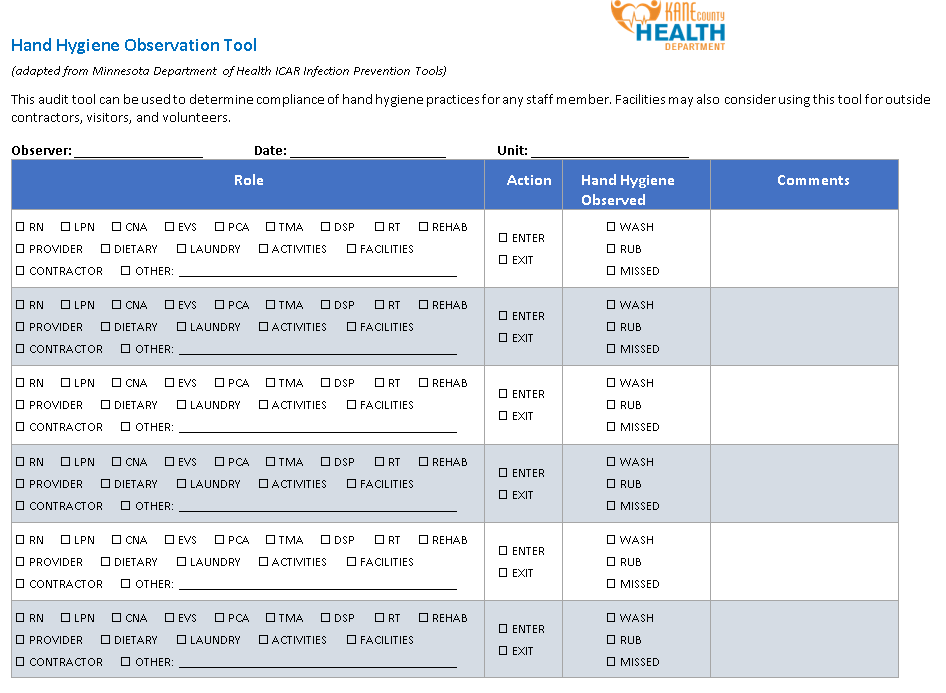 KANE COUNTY
HEALTH
DEPARTMENT
Hand Hygiene Observation Tool
(adapted from Minnesota Department of Health ICAR Infection Prevention Tools)
This audit tool can be used to determine compliance of hand hygiene practices for any staff member. Facilities may also consider using this tool for outside
contractors, visitors, and volunteers.
Observer: ____________________ Date: ________________________ Unit: ________________________
Role Action Hand Hygiene Observed Comments
☐ RN ☐ LPN ☐ CNA ☐ EVS ☐ PCA ☐ TMA ☐ DSP ☐ RT ☐ REHAB
☐ PROVIDER ☐ DIETARY ☐ LAUNDRY ☐ ACTIVITIES ☐ FACILITIES
☐ CONTRACTOR ☐ OTHER: ____________________
☐ ENTER
☐ EXIT
☐ WASH
☐ RUB
☐ MISSED
☐ RN ☐ LPN ☐ CNA ☐ EVS ☐ PCA ☐ TMA ☐ DSP ☐ RT ☐ REHAB
☐ PROVIDER ☐ DIETARY ☐ LAUNDRY ☐ ACTIVITIES ☐ FACILITIES
☐ CONTRACTOR ☐ OTHER: ____________________
☐ ENTER
☐ EXIT
☐ WASH
☐ RUB
☐ MISSED
☐ RN ☐ LPN ☐ CNA ☐ EVS ☐ PCA ☐ TMA ☐ DSP ☐ RT ☐ REHAB
☐ PROVIDER ☐ DIETARY ☐ LAUNDRY ☐ ACTIVITIES ☐ FACILITIES
☐ CONTRACTOR ☐ OTHER: ____________________
☐ ENTER
☐ EXIT
☐ WASH
☐ RUB
☐ MISSED
☐ RN ☐ LPN ☐ CNA ☐ EVS ☐ PCA ☐ TMA ☐ DSP ☐ RT ☐ REHAB
☐ PROVIDER ☐ DIETARY ☐ LAUNDRY ☐ ACTIVITIES ☐ FACILITIES
☐ CONTRACTOR ☐ OTHER: ____________________
☐ ENTER
☐ EXIT
☐ WASH
☐ RUB
☐ MISSED
☐ RN ☐ LPN ☐ CNA ☐ EVS ☐ PCA ☐ TMA ☐ DSP ☐ RT ☐ REHAB
☐ PROVIDER ☐ DIETARY ☐ LAUNDRY ☐ ACTIVITIES ☐ FACILITIES
☐ CONTRACTOR ☐ OTHER: ____________________
☐ ENTER
☐ EXIT
☐ WASH
☐ RUB
☐ MISSED
☐ RN ☐ LPN ☐ CNA ☐ EVS ☐ PCA ☐ TMA ☐ DSP ☐ RT ☐ REHAB
☐ PROVIDER ☐ DIETARY ☐ LAUNDRY ☐ ACTIVITIES ☐ FACILITIES
☐ CONTRACTOR ☐ OTHER: ____________________
☐ ENTER
☐ EXIT
☐ WASH
☐ RUB
☐ MISSED